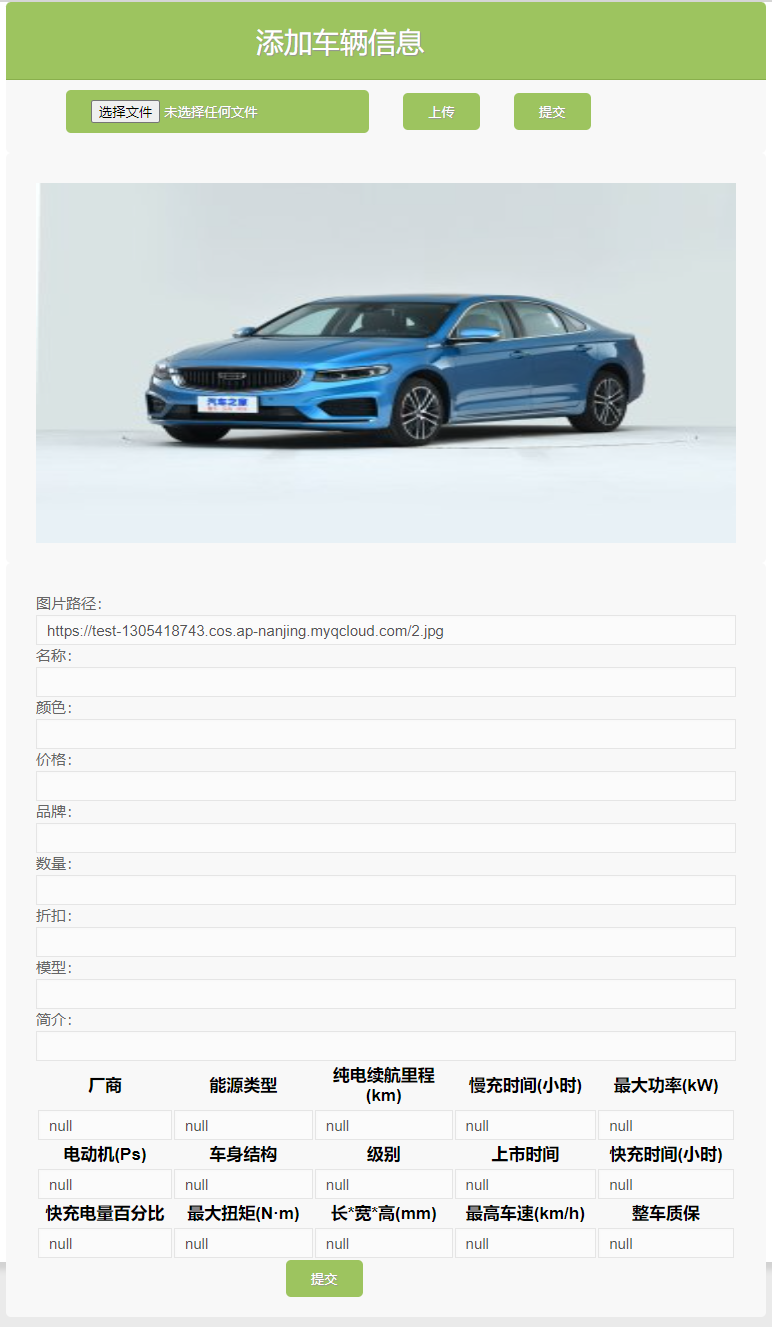 添加车辆信息
选择文件 未选择任何文件 上传 提交
汽车之家
图片路径：
https://test-1305418743.cos.ap-nanjing.myqcloud.com/2.jpg
名称：
颜色：
价格：
品牌：
数量：
折扣：
模型：
简介：
厂商 能源类型 纯电续航里程(km) 慢充时间(小时) 最大功率(kW)
null null null null null
电动机(Ps) 车身结构 级别 上市时间 快充时间(小时)
null null null null null
快充电量百分比 最大扭矩(N·m) 长*宽*高(mm) 最高车速(km/h) 整车质保
null null null null null
提交